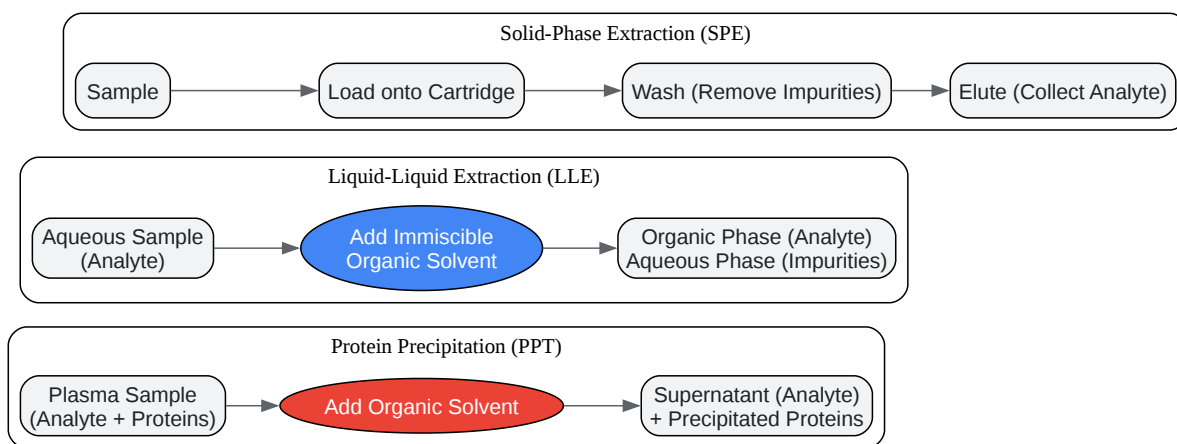 Solid-Phase Extraction (SPE)
Sample
Load onto Cartridge
Wash (Remove Impurities)
Elute (Collect Analyte)
Liquid-Liquid Extraction (LLE)
Aqueous Sample
(Analyte)
Add Immiscible
Organic Solvent
Organic Phase (Analyte)
Aqueous Phase (Impurities)
Protein Precipitation (PPT)
Plasma Sample
(Analyte + Proteins)
Add Organic Solvent
Supernatant (Analyte)
+ Precipitated Proteins